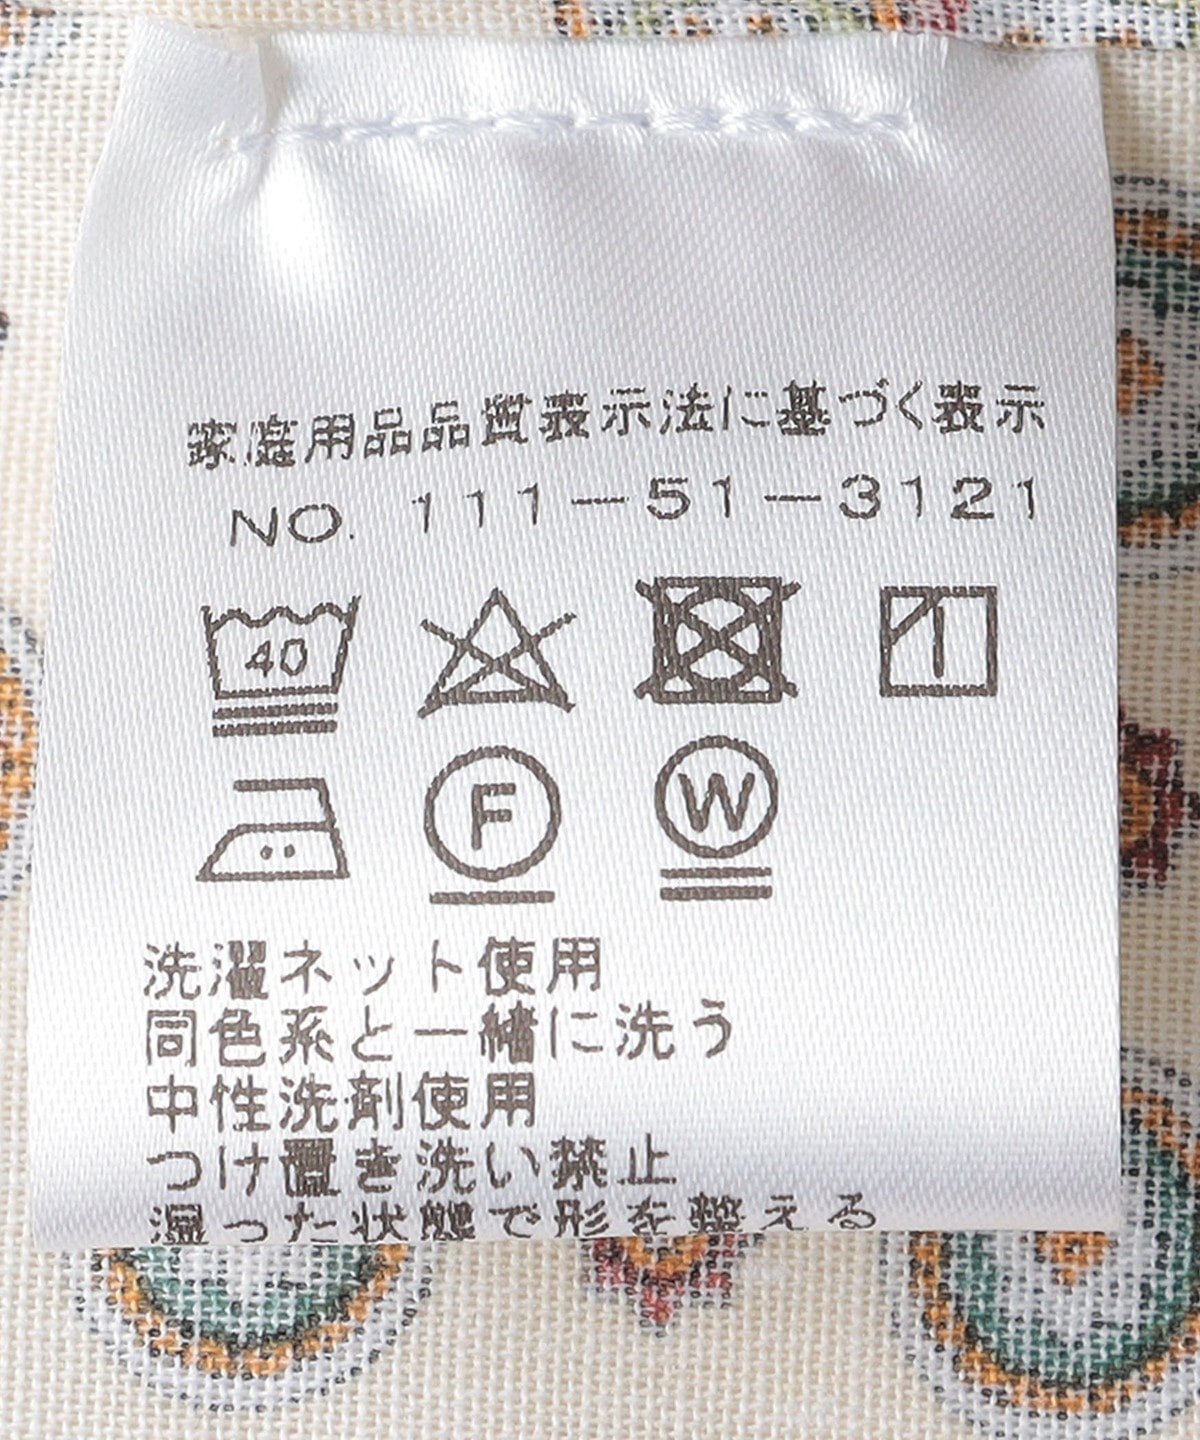 家庭用品品質表示法に基づく表示
NO. 111-51-3121
40
F
W
洗濯ネット使用
同色系と一緒に洗う
中性洗剤使用
つけ置き洗い禁止
湿った状態で形を整える